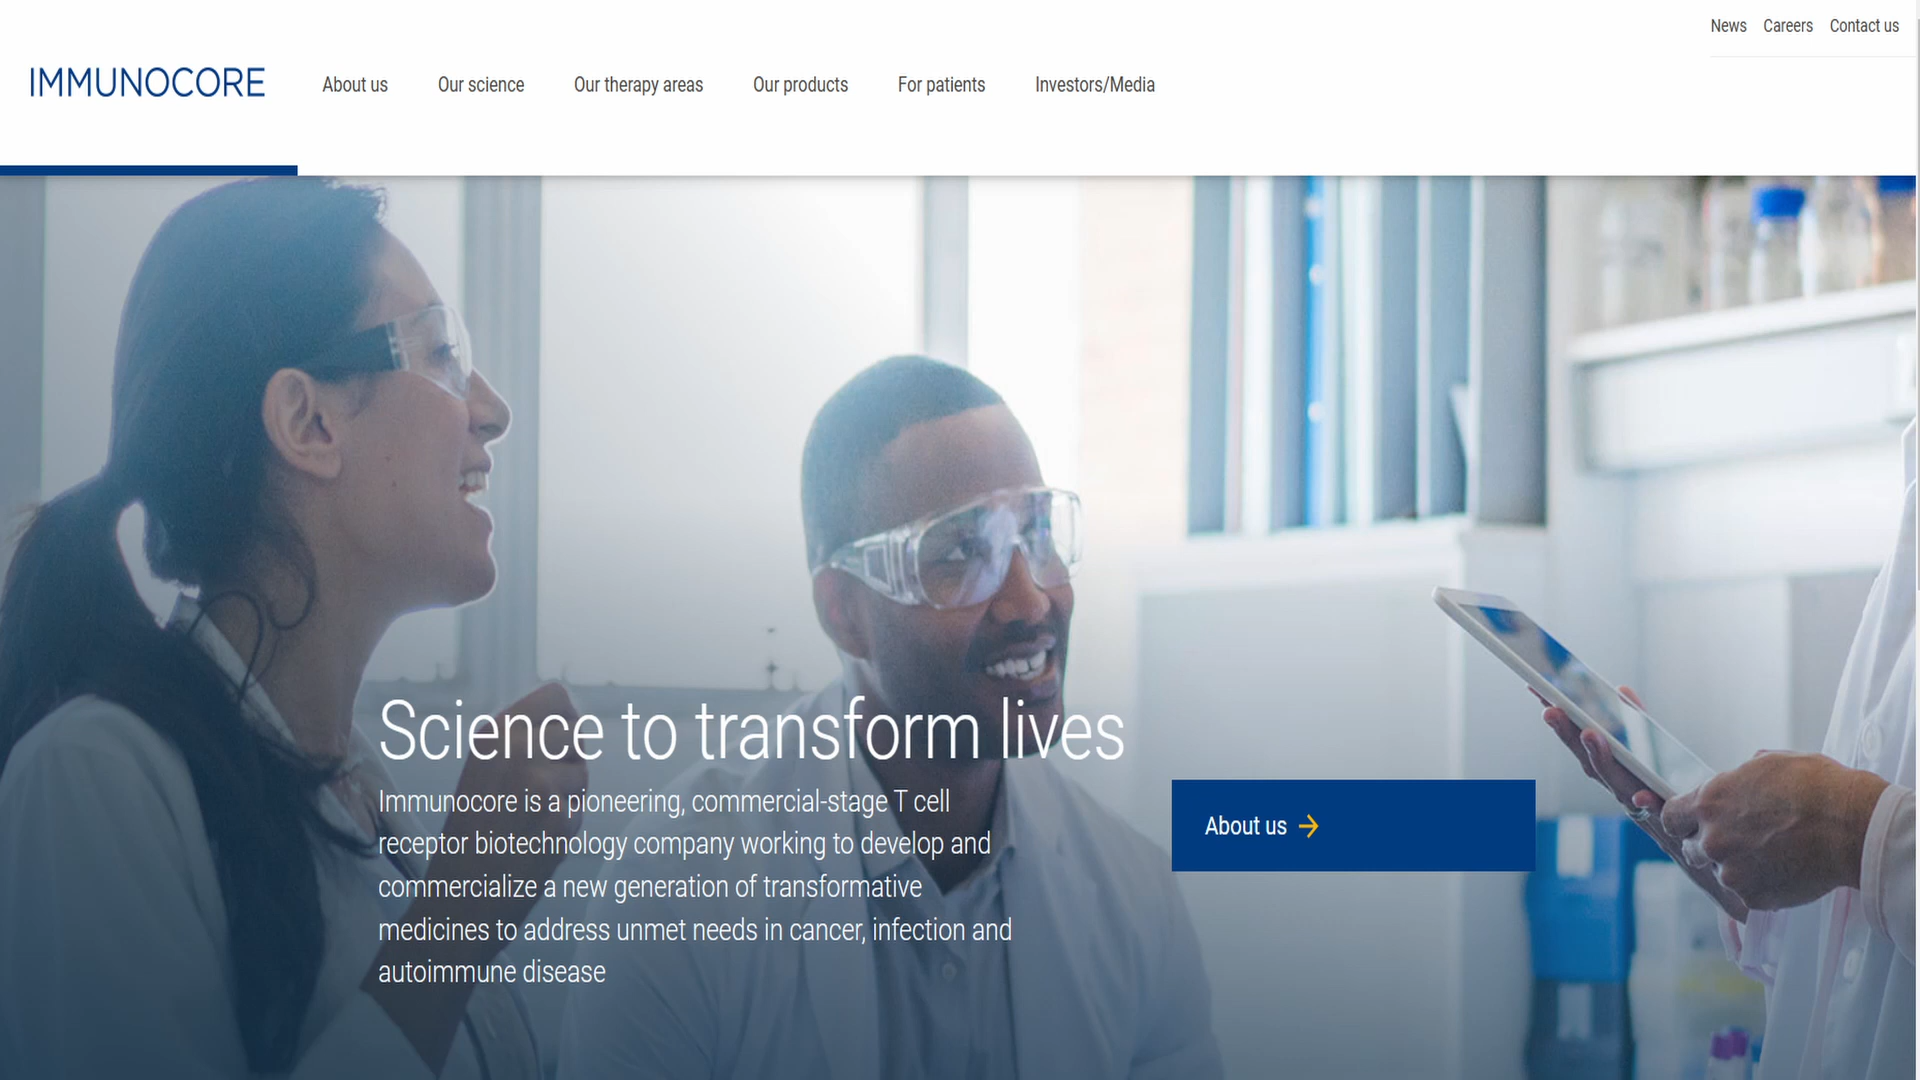 News Careers Contact us
IMMUNOCORE About us Our science Our therapy areas Our products For patients Investors/Media
Science to transform lives
Immunocore is a pioneering, commercial-stage T cell
receptor biotechnology company working to develop and
commercialize a new generation of transformative
medicines to address unmet needs in cancer, infection and
autoimmune disease
About us →